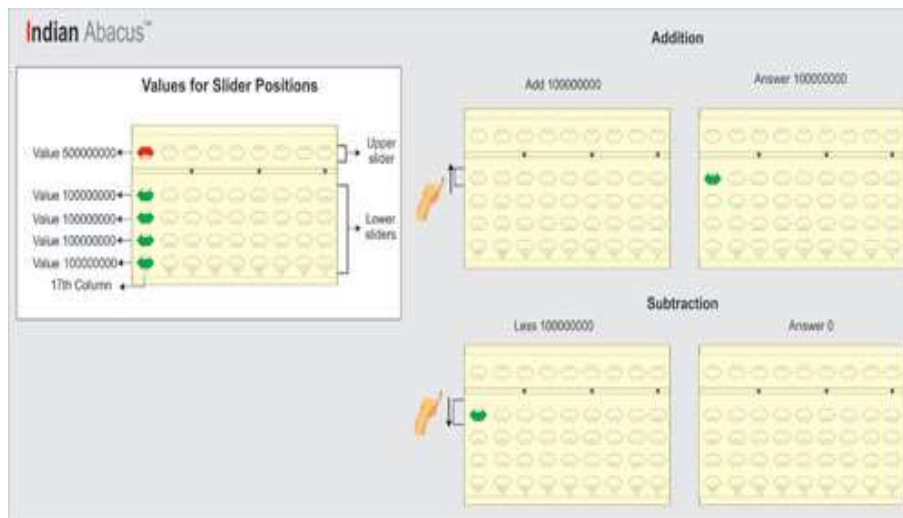 Indian Abacus™
Values for Slider Positions
Value 500000000
Upper
slider
Value 100000000
Value 100000000
Value 100000000
Value 100000000
Lower
sliders
17th Column
Addition
Add 100000000
Answer 100000000
Subtraction
Less 100000000
Answer 0